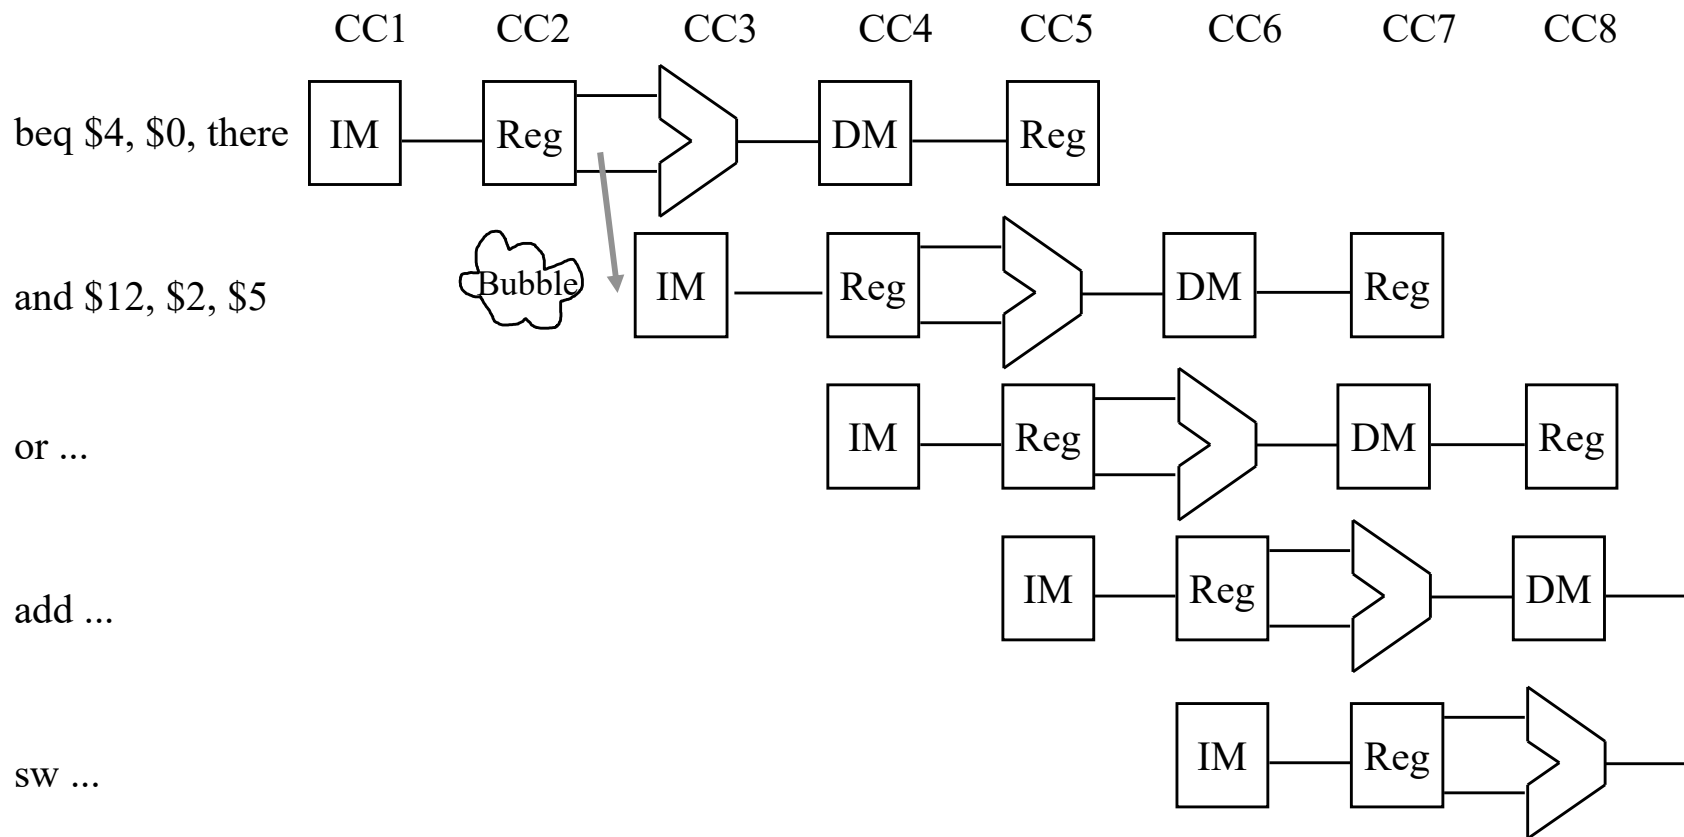 CC1 CC2 CC3 CC4 CC5 CC6 CC7 CC8
beq $4, $0, there IM Reg DM Reg
and $12, $2, $5 Bubble IM Reg DM Reg
or ... IM Reg DM Reg
add ... IM Reg DM
sw ... IM Reg